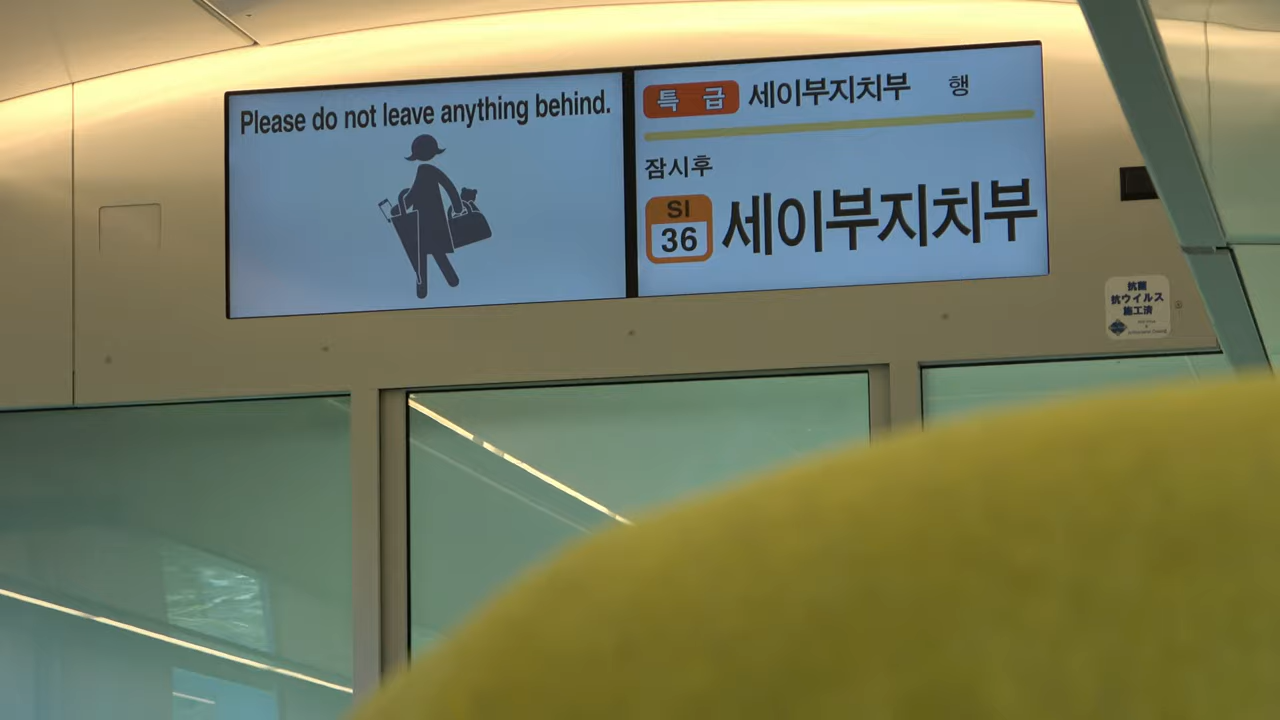 Please do not leave anything behind.
특 급 세이부지치부 행
잠시후
SI
36 세이부지치부
抗菌
抗ウイルス
施工済